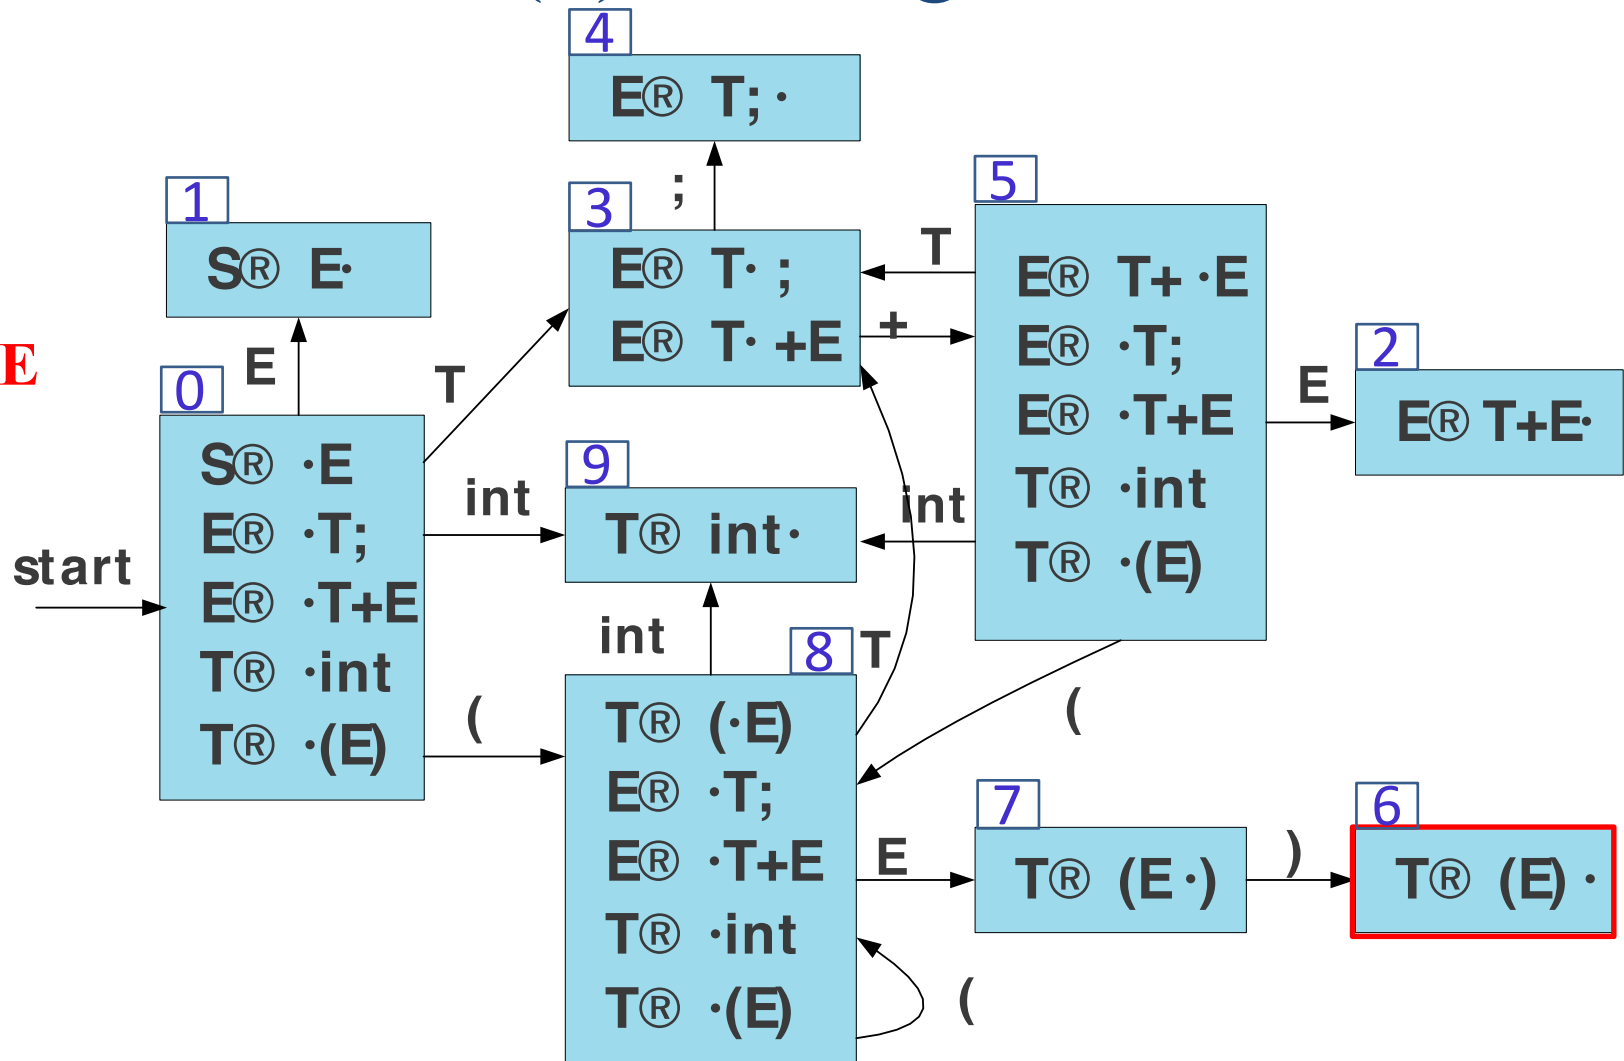 4
E® T; ·
;
1
S® E·
3
E® T· ;
E® T· +E
T
+
5
E® T+ ·E
E® ·T;
E® ·T+E
T® ·int
T® ·(E)
E
2
E® T+E·
E
E
T
0
S® ·E
E® ·T;
E® ·T+E
T® ·int
T® ·(E)
start
int
9
T® int·
int
int
(
8
T
T® (·E)
E® ·T;
E® ·T+E
T® ·int
T® ·(E)
(
E
7
T® (E ·)
)
6
T® (E) ·
(